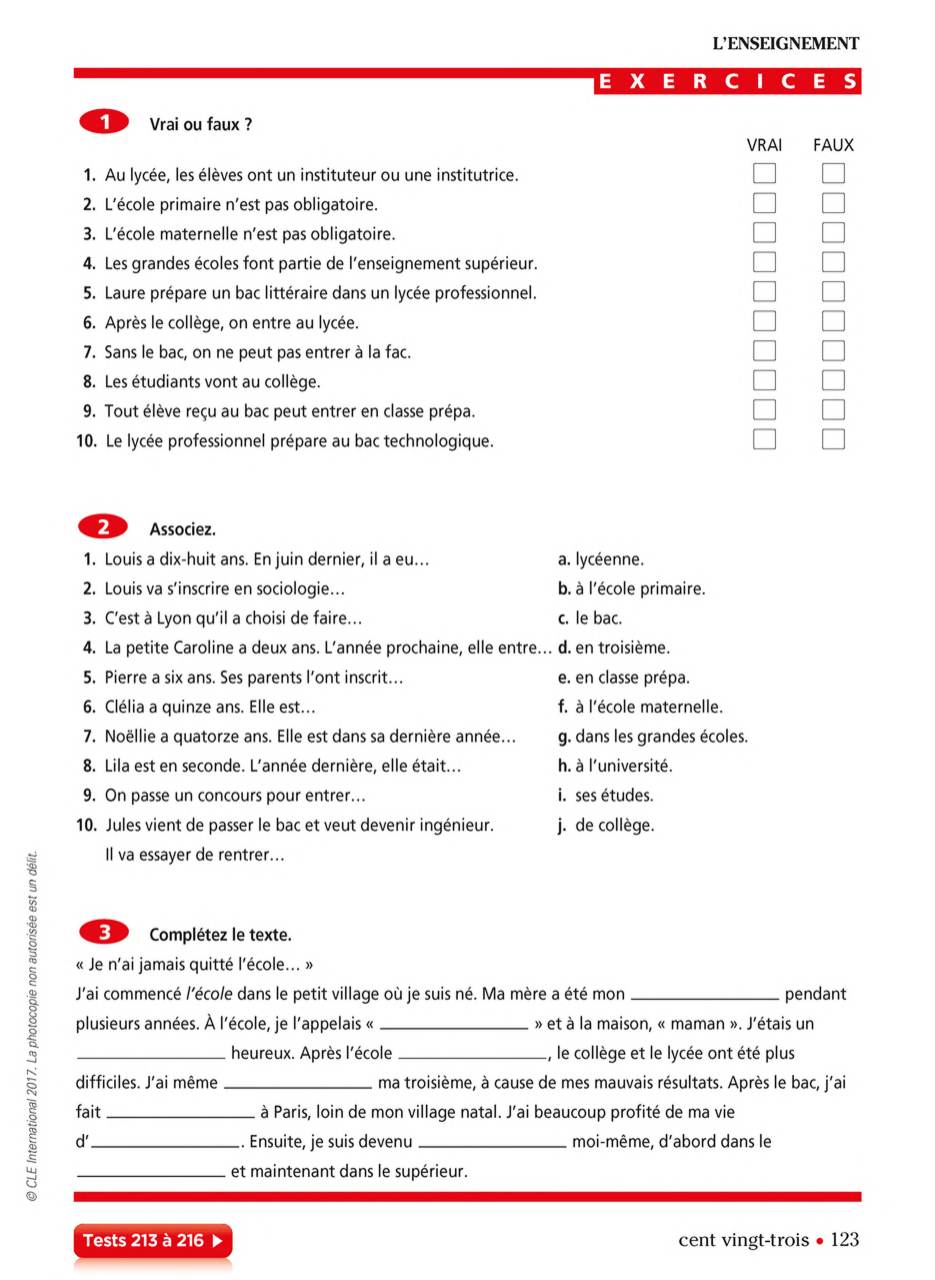 L'ENSEIGNEMENT
EXERCICES
1 Vrai ou faux ?
VRAI FAUX
1. Au lycée, les élèves ont un instituteur ou une institutrice.
2. L'école primaire n'est pas obligatoire.
3. L'école maternelle n'est pas obligatoire.
4. Les grandes écoles font partie de l'enseignement supérieur.
5. Laure prépare un bac littéraire dans un lycée professionnel.
6. Après le collège, on entre au lycée.
7. Sans le bac, on ne peut pas entrer à la fac.
8. Les étudiants vont au collège.
9. Tout élève reçu au bac peut entrer en classe prépa.
10. Le lycée professionnel prépare au bac technologique.
2 Associez.
1. Louis a dix-huit ans. En juin dernier, il a eu… a. lycéenne.
2. Louis va s'inscrire en sociologie… b. à l'école primaire.
3. C'est à Lyon qu'il a choisi de faire… c. le bac.
4. La petite Caroline a deux ans. L'année prochaine, elle entre… d. en troisième.
5. Pierre a six ans. Ses parents l'ont inscrit… e. en classe prépa.
6. Clélia a quinze ans. Elle est… f. à l'école maternelle.
7. Noëllie a quatorze ans. Elle est dans sa dernière année… g. dans les grandes écoles.
8. Lila est en seconde. L'année dernière, elle était… h. à l'université.
9. On passe un concours pour entrer… i. ses études.
10. Jules vient de passer le bac et veut devenir ingénieur. j. de collège.
Il va essayer de rentrer…
3 Complétez le texte.
« Je n'ai jamais quitté l'école… »
J'ai commencé l'école dans le petit village où je suis né. Ma mère a été mon ________ pendant
plusieurs années. À l'école, je l'appelais « ________ » et à la maison, « maman ». J'étais un
________ heureux. Après l'école ________, le collège et le lycée ont été plus
difficiles. J'ai même ________ ma troisième, à cause de mes mauvais résultats. Après le bac, j'ai
fait ________ à Paris, loin de mon village natal. J'ai beaucoup profité de ma vie
d'________. Ensuite, je suis devenu ________ moi-même, d'abord dans le
________ et maintenant dans le supérieur.
© CLE International 2017. La photocopie non autorisée est un délit.
Tests 213 à 216
cent vingt-trois • 123